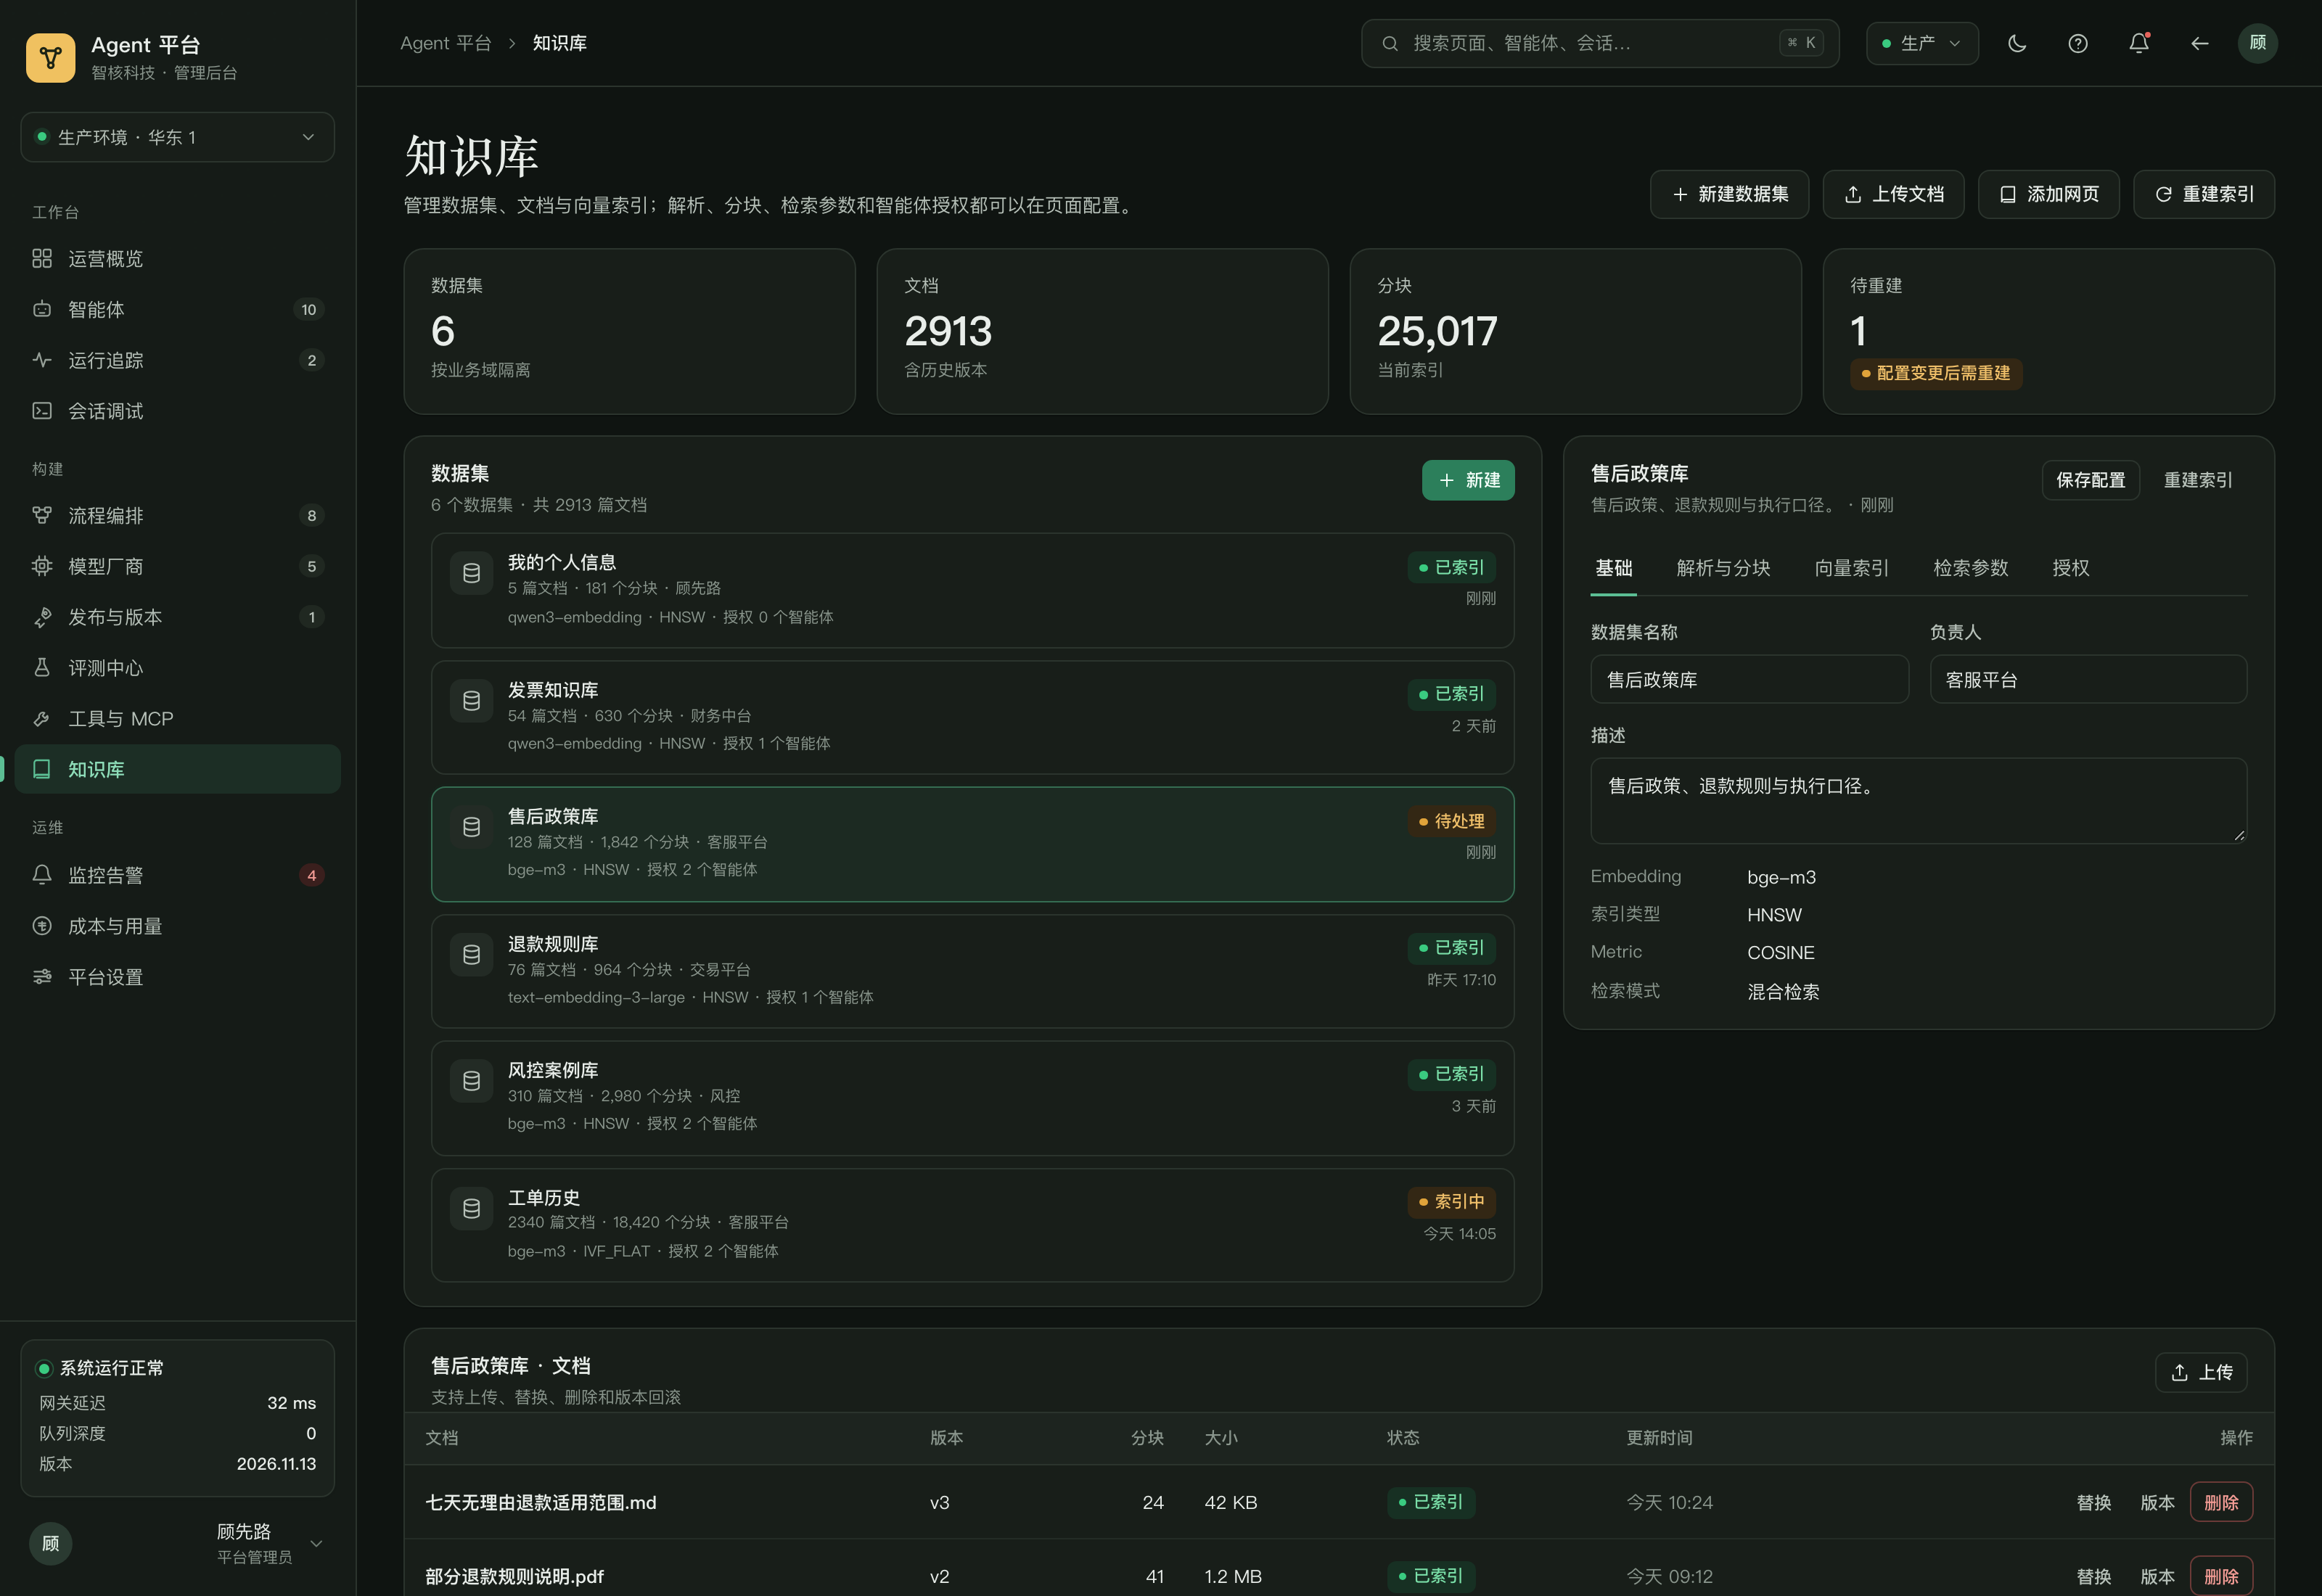 Agent 平台
智核科技 · 管理后台
生产环境 · 华东 1
工作台
运营概览
智能体 10
运行追踪 2
会话调试
构建
流程编排 8
模型厂商 5
发布与版本 1
评测中心
工具与 MCP
知识库
运维
监控告警 4
成本与用量
平台设置
系统运行正常
网关延迟 32 ms
队列深度 0
版本 2026.11.13
顾
顾先路
平台管理员
Agent 平台 > 知识库
搜索页面、智能体、会话... ⌘ K
生产
顾
知识库
管理数据集、文档与向量索引；解析、分块、检索参数和智能体授权都可以在页面配置。
新建数据集
上传文档
添加网页
重建索引
数据集
6
按业务域隔离
文档
2913
含历史版本
分块
25,017
当前索引
待重建
1
配置变更后需重建
数据集
6 个数据集 · 共 2913 篇文档
新建
我的个人信息
5 篇文档 · 181 个分块 · 顾先路
qwen3-embedding · HNSW · 授权 0 个智能体
已索引
刚刚
发票知识库
54 篇文档 · 630 个分块 · 财务中台
qwen3-embedding · HNSW · 授权 1 个智能体
已索引
2 天前
售后政策库
128 篇文档 · 1,842 个分块 · 客服平台
bge-m3 · HNSW · 授权 2 个智能体
待处理
刚刚
退款规则库
76 篇文档 · 964 个分块 · 交易平台
text-embedding-3-large · HNSW · 授权 1 个智能体
已索引
昨天 17:10
风控案例库
310 篇文档 · 2,980 个分块 · 风控
bge-m3 · HNSW · 授权 2 个智能体
已索引
3 天前
工单历史
2340 篇文档 · 18,420 个分块 · 客服平台
bge-m3 · IVF_FLAT · 授权 2 个智能体
索引中
今天 14:05
售后政策库
售后政策、退款规则与执行口径。 · 刚刚
保存配置
重建索引
基础 解析与分块 向量索引 检索参数 授权
数据集名称
售后政策库
负责人
客服平台
描述
售后政策、退款规则与执行口径。
Embedding bge-m3
索引类型 HNSW
Metric COSINE
检索模式 混合检索
售后政策库 · 文档
支持上传、替换、删除和版本回滚
上传
文档 版本 分块 大小 状态 更新时间 操作
七天无理由退款适用范围.md v3 24 42 KB 已索引 今天 10:24 替换 版本 删除
部分退款规则说明.pdf v2 41 1.2 MB 已索引 今天 09:12 替换 版本 删除